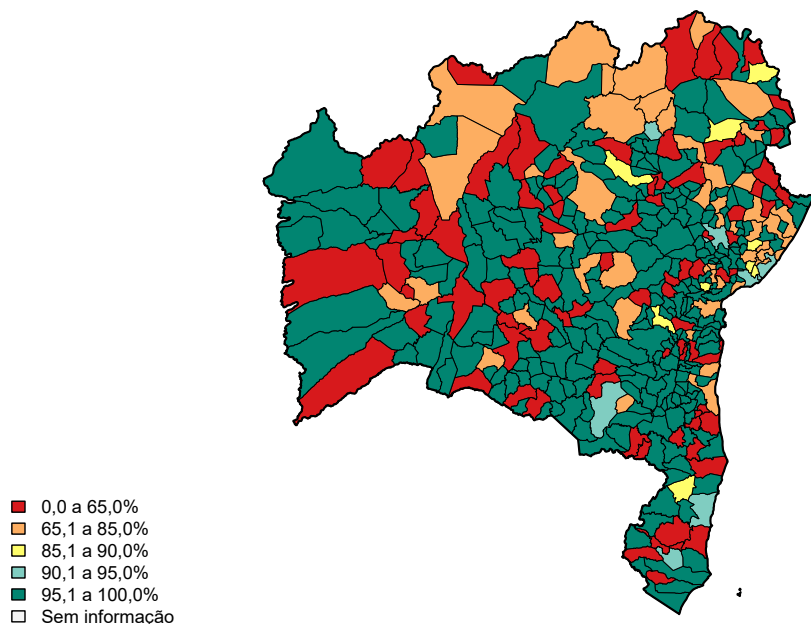 0,0 a 65,0%
65,1 a 85,0%
85,1 a 90,0%
90,1 a 95,0%
95,1 a 100,0%
Sem informação